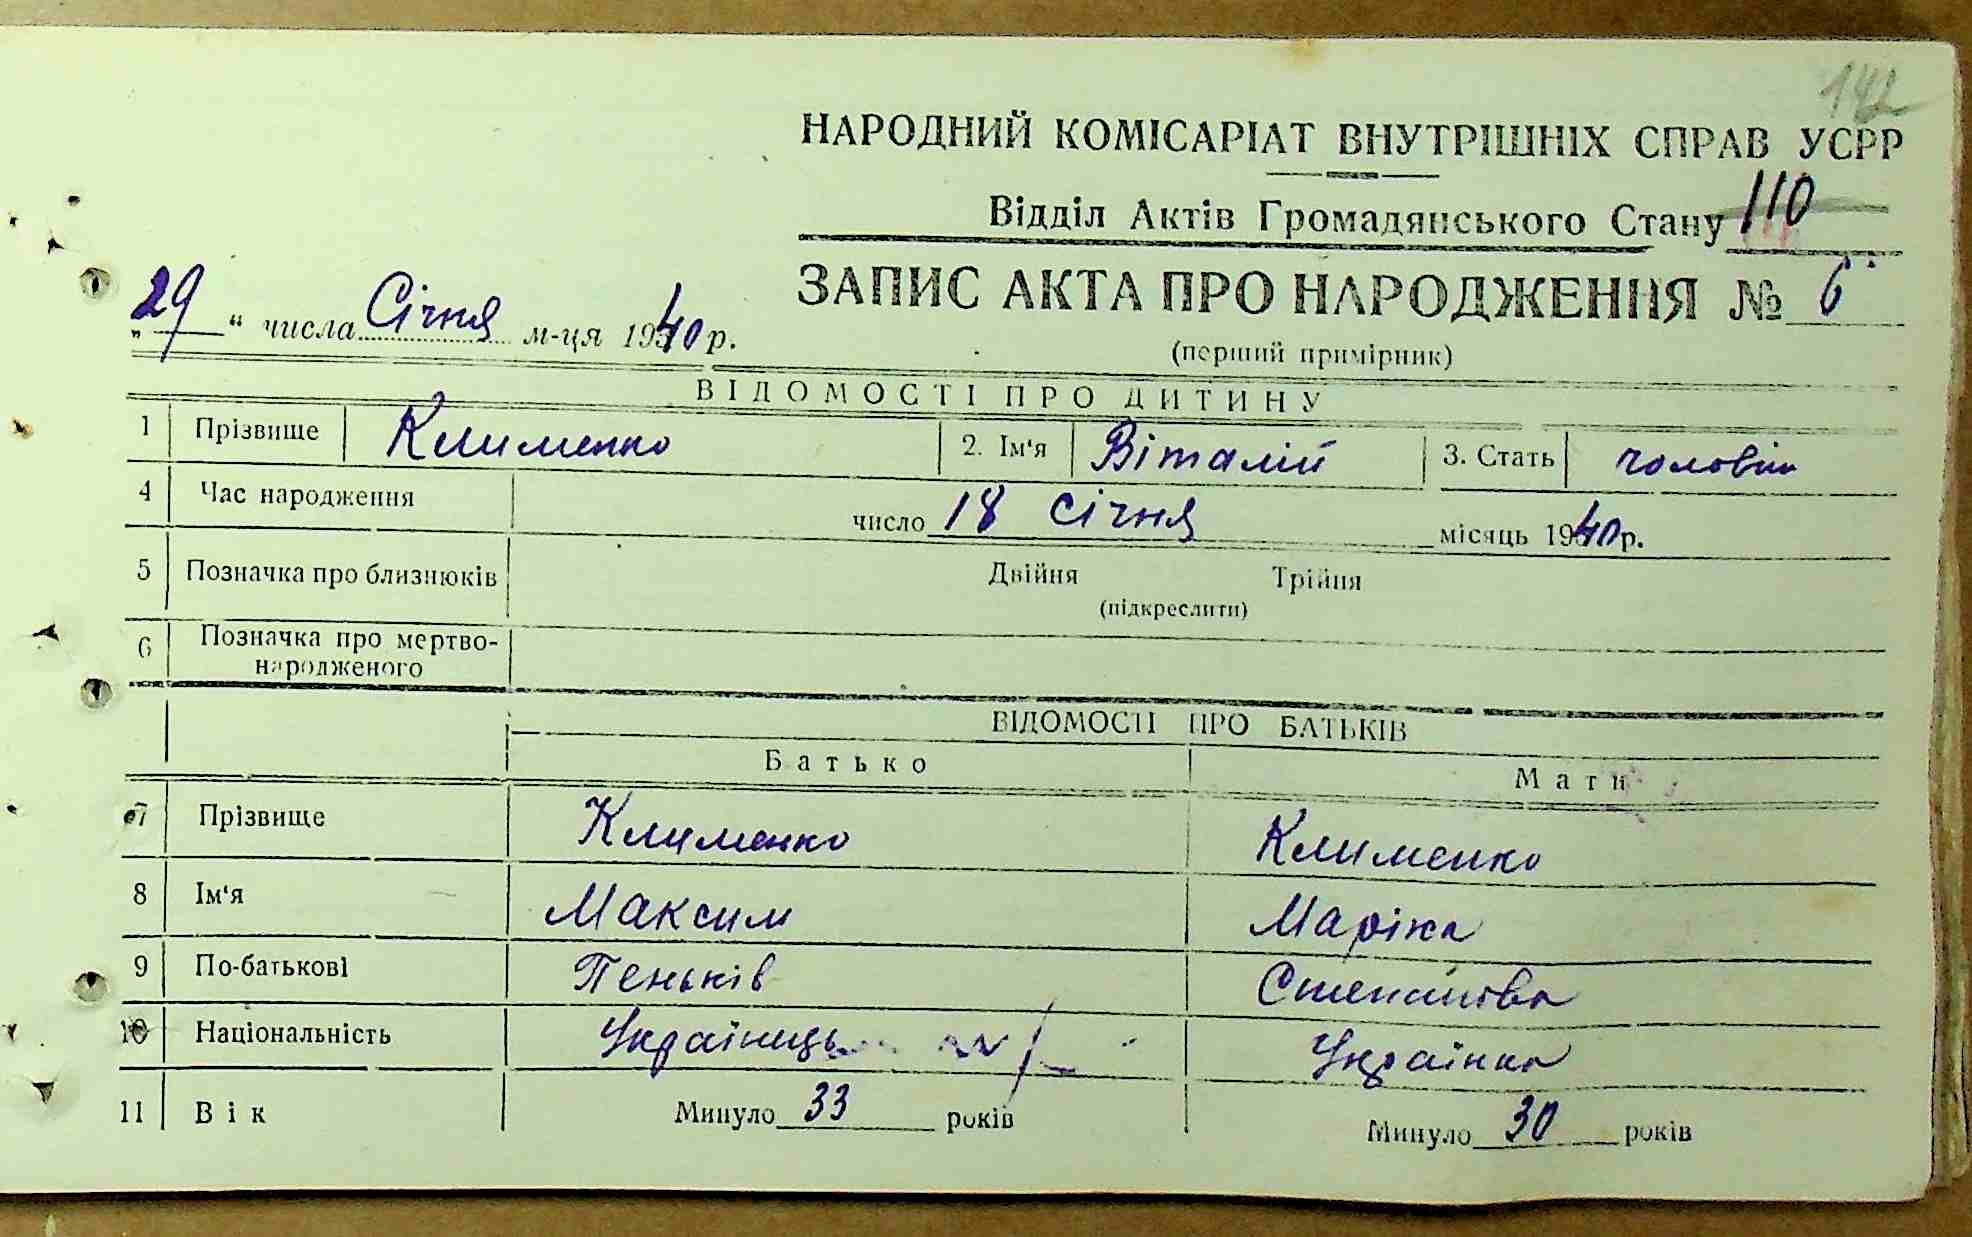 142
НАРОДНИЙ КОМІСАРІАТ ВНУТРІШНІХ СПРАВ УСРР
Відділ Актів Громадянського Стану 110
ЗАПИС АКТА ПРО НАРОДЖЕННЯ № 6
„29“ числа Січня м-ця 1940 р.
(перший примірник)
ВІДОМОСТІ ПРО ДИТИНУ
1 Прізвище Клименко 2. Ім'я Віталій 3. Стать чоловік
4 Час народження число 18 Січня місяць 1940 р.
5 Позначка про близнюків Двійня Трійня
(підкреслити)
6 Позначка про мертво-
народженого
ВІДОМОСТІ ПРО БАТЬКІВ
Батько Мати
7 Прізвище Клименко Клименко
8 Ім'я Максим Маріка
9 По-батькові Пеньків Степанівна
10 Національність Українець Українка
11 Вік Минуло 33 років Минуло 30 років